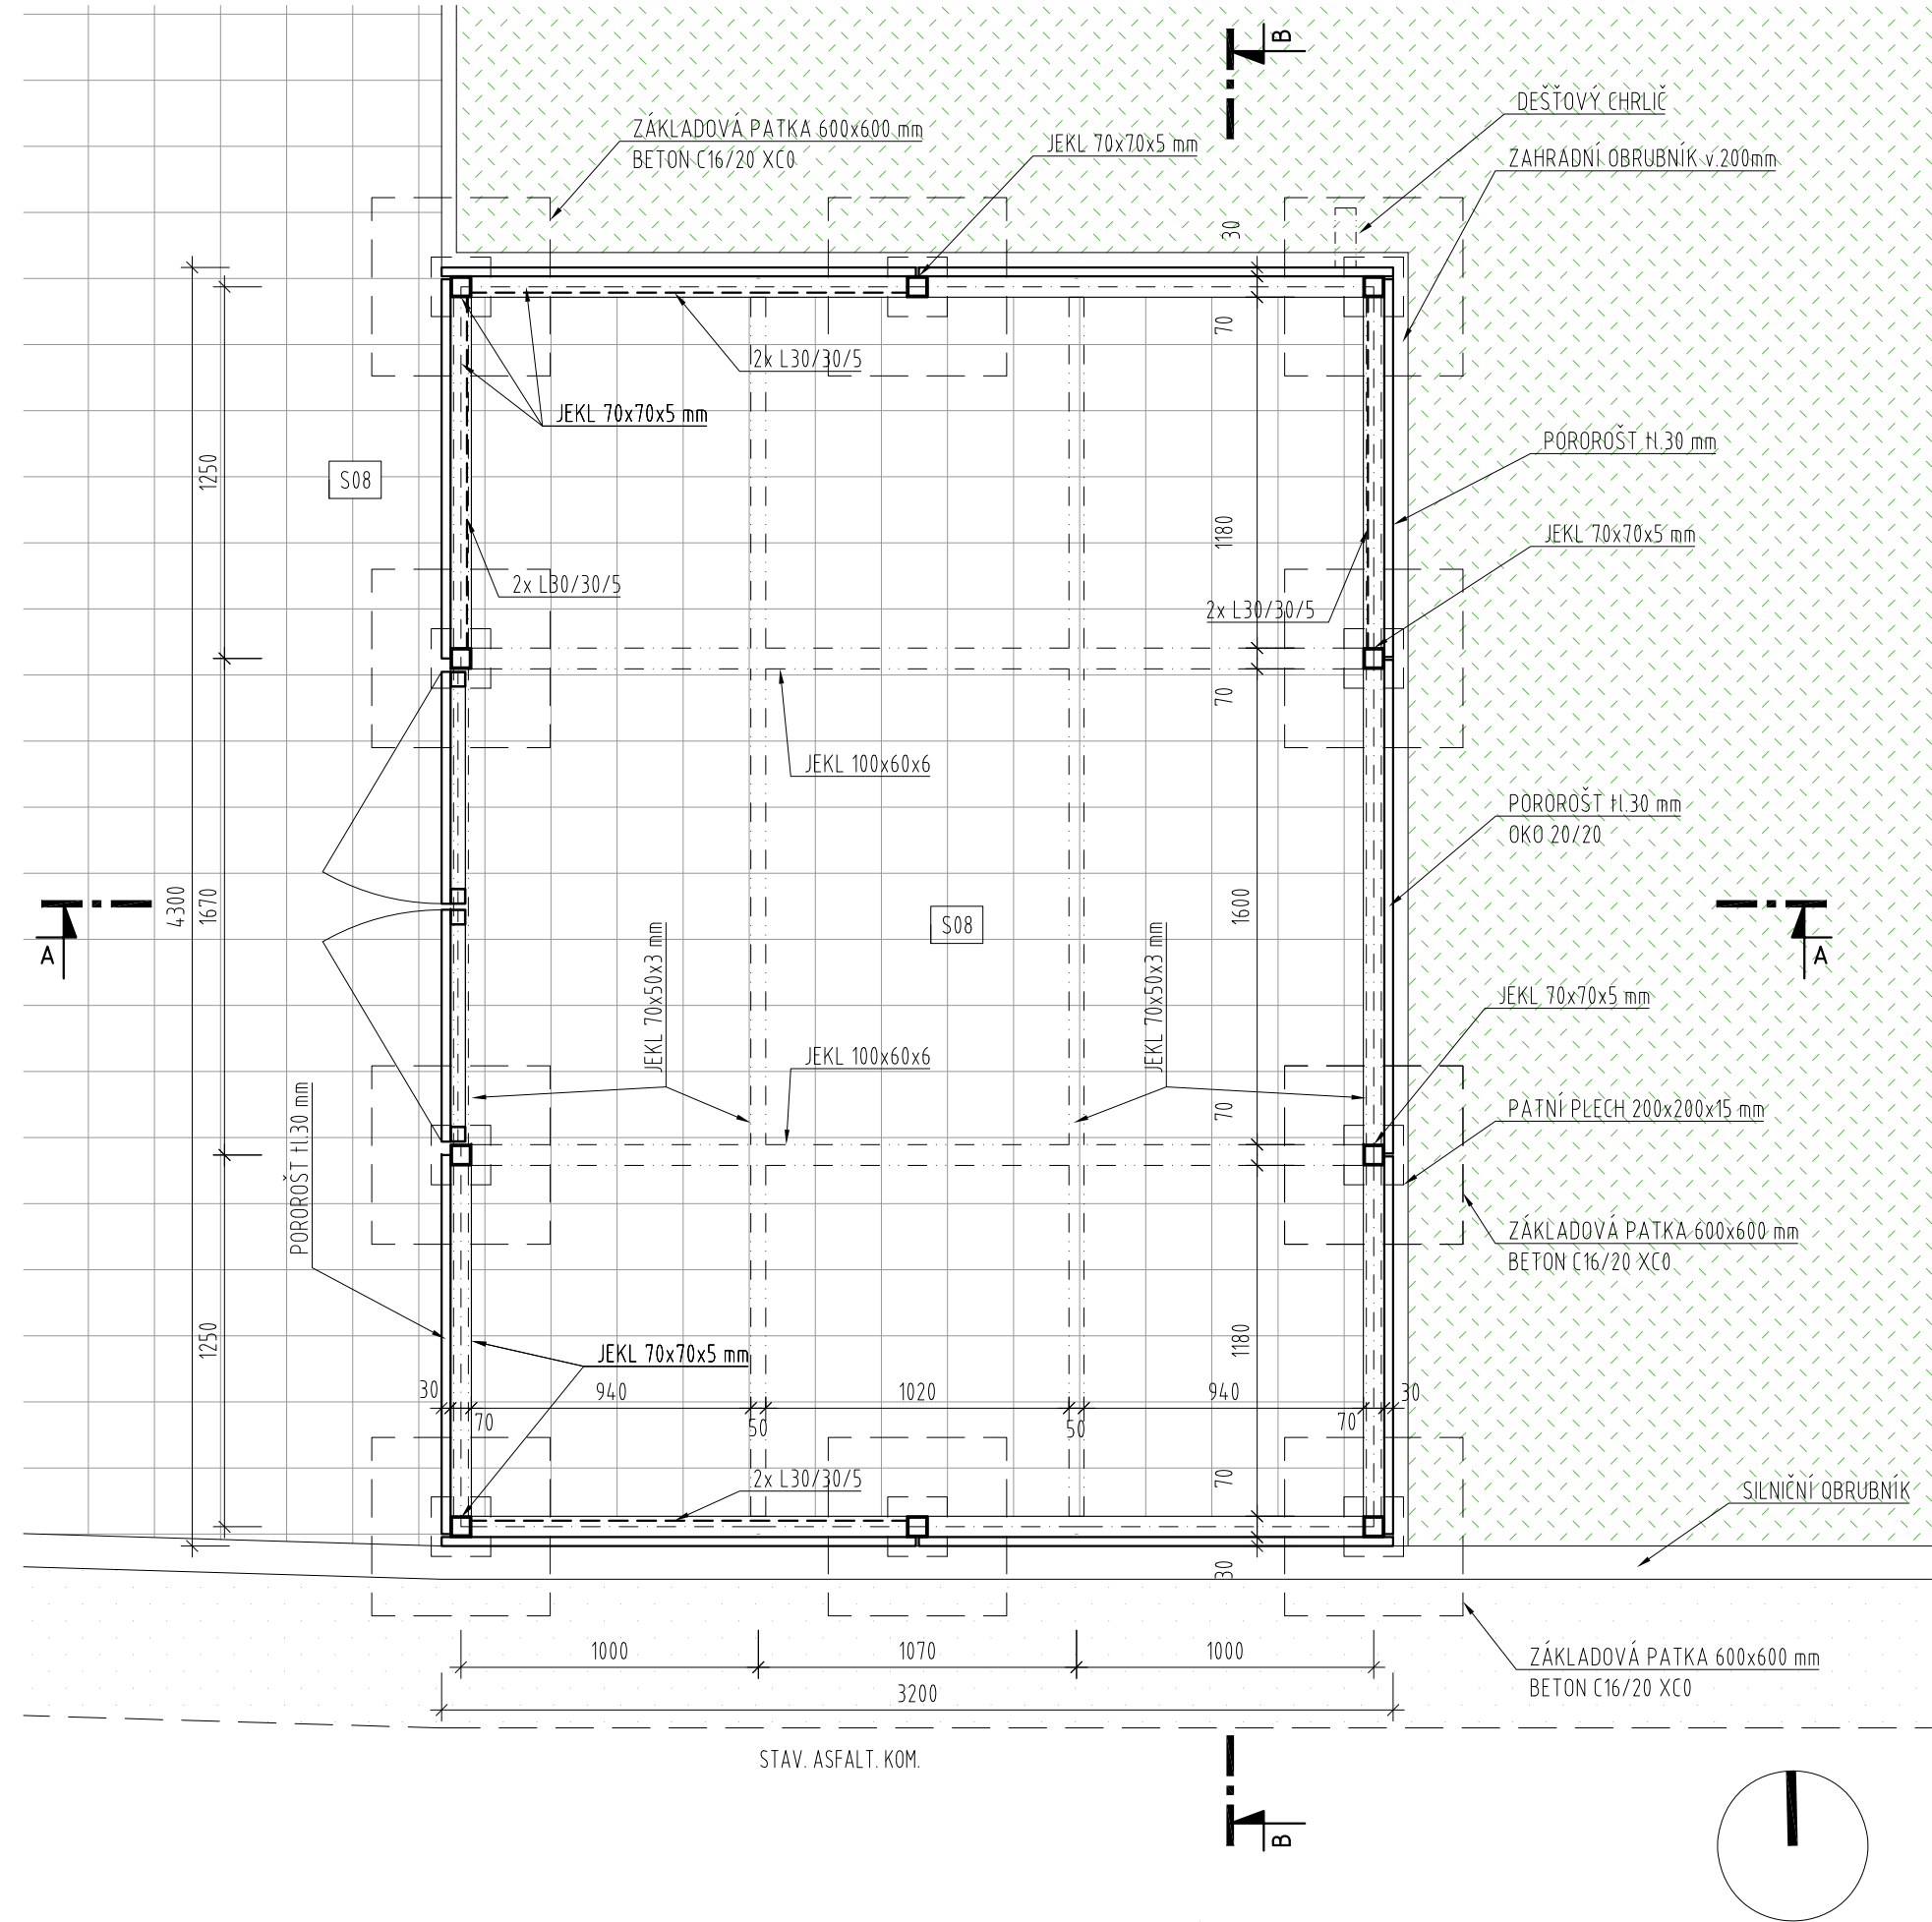 B
DEŠŤOVÝ CHRLIČ
ZÁKLADOVÁ PATKA 600x600 mm
BETON C16/20 XC0
JEKL 70x70x5 mm
ZAHRADNÍ OBRUBNÍK v.200mm
30
70
2x L30/30/5
JEKL 70x70x5 mm
POROROŠT tl.30 mm
1250
S08
1180
JEKL 70x70x5 mm
2x L30/30/5
2x L30/30/5
70
JEKL 100x60x6
POROROŠT tl.30 mm
OKO 20/20
4300
1670
1600
S08
A
A
JEKL 70x50x3 mm
JEKL 70x50x3 mm
JEKL 70x70x5 mm
JEKL 100x60x6
70
PATNÍ PLECH 200x200x15 mm
POROROŠT tl.30 mm
ZÁKLADOVÁ PATKA 600x600 mm
BETON C16/20 XC0
1250
1180
JEKL 70x70x5 mm
30
940
1020
940
30
70
50
50
70
2x L30/30/5
70
SILNIČNÍ OBRUBNÍK
30
1000
1070
1000
ZÁKLADOVÁ PATKA 600x600 mm
BETON C16/20 XC0
3200
STAV. ASFALT. KOM.
B